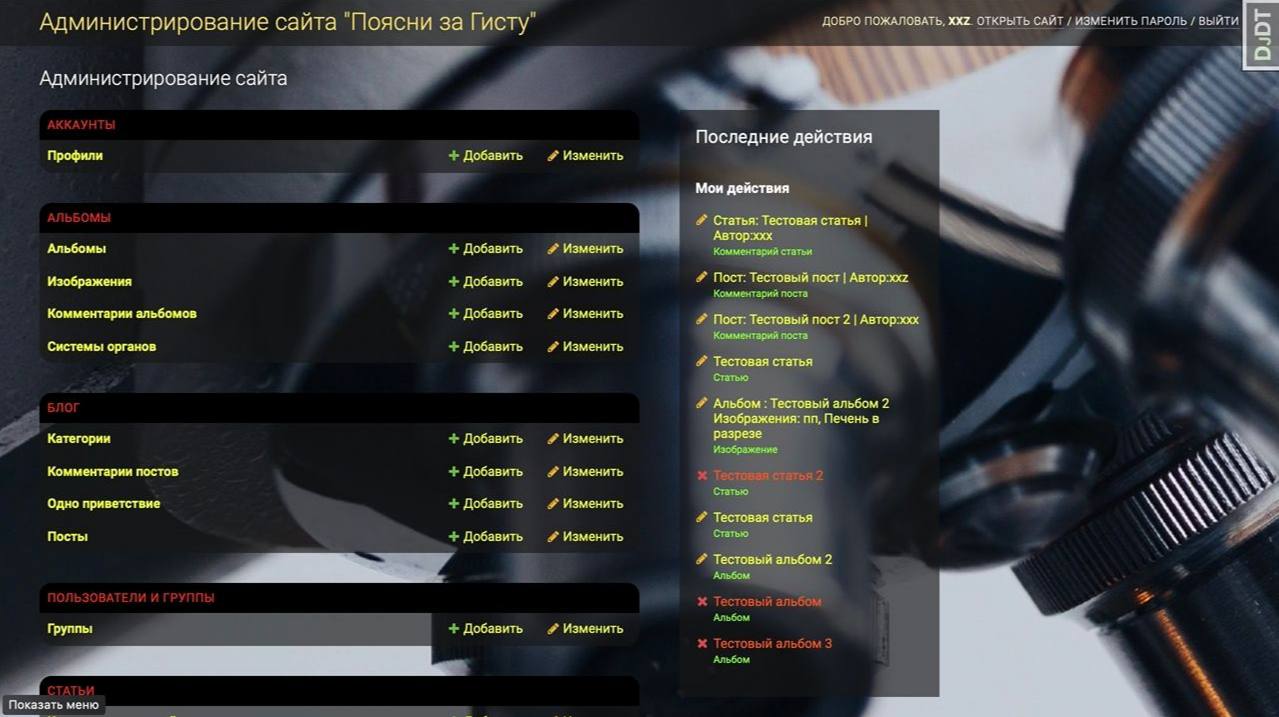 Администрирование сайта "Поясни за Гисту"
ДОБРО ПОЖАЛОВАТЬ, XXZ. ОТКРЫТЬ САЙТ / ИЗМЕНИТЬ ПАРОЛЬ / ВЫЙТИ
DJDT
Администрирование сайта
АККАУНТЫ
Профили Добавить Изменить
АЛЬБОМЫ
Альбомы Добавить Изменить
Изображения Добавить Изменить
Комментарии альбомов Добавить Изменить
Системы органов Добавить Изменить
БЛОГ
Категории Добавить Изменить
Комментарии постов Добавить Изменить
Одно приветствие Добавить Изменить
Посты Добавить Изменить
ПОЛЬЗОВАТЕЛИ И ГРУППЫ
Группы Добавить Изменить
СТАТЬИ
Показать меню
Последние действия
Мои действия
Статья: Тестовая статья |
Автор:xxx
Комментарий статьи
Пост: Тестовый пост | Автор:xxz
Комментарий поста
Пост: Тестовый пост 2 | Автор:xxx
Комментарий поста
Тестовая статья
Статью
Альбом : Тестовый альбом 2
Изображения: пп, Печень в
разрезе
Изображение
Тестовая статья 2
Статью
Тестовая статья
Статью
Тестовый альбом 2
Альбом
Тестовый альбом
Альбом
Тестовый альбом 3
Альбом